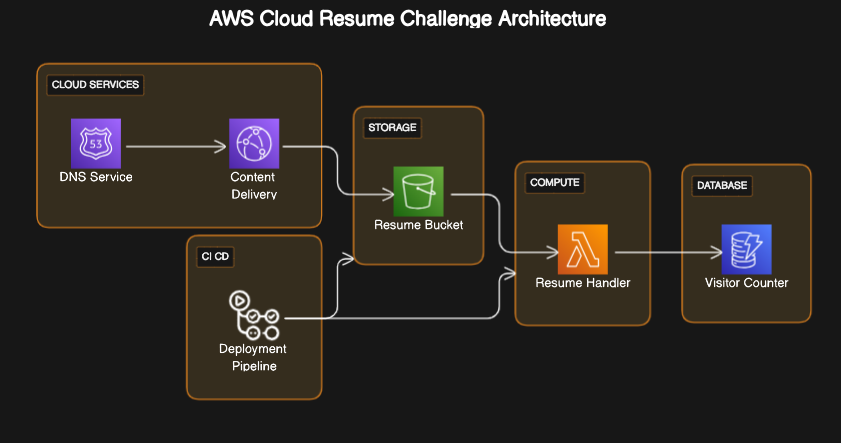 AWS Cloud Resume Challenge Architecture
CLOUD SERVICES
53
DNS Service
Content
Delivery
STORAGE
Resume Bucket
COMPUTE
Resume Handler
DATABASE
Visitor Counter
CI CD
Deployment
Pipeline